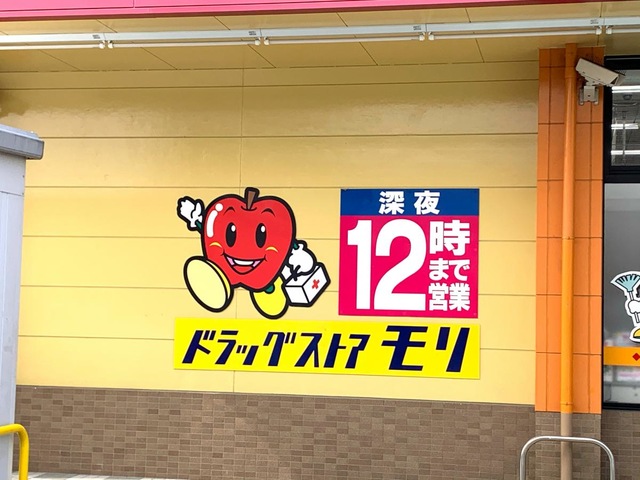 深夜
12時
まで
営業
ドラッグストア モリ